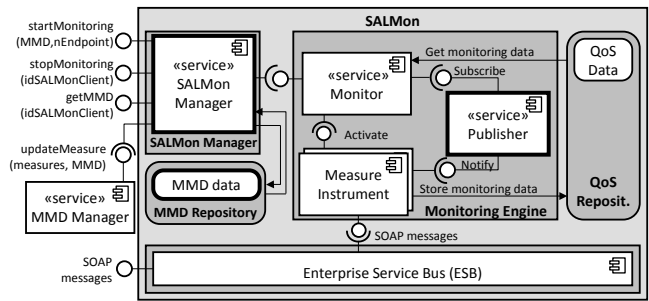 SALMon
startMonitoring
(MMD,nEndpoint)
stopMonitoring
(idSALMonClient)
getMMD
(idSALMonClient)
updateMeasure
(measures, MMD)
«service»
MMD Manager
«service»
SALMon
Manager
SALMon Manager
MMD data
MMD Repository
«service»
Monitor
Get monitoring data
Subscribe
«service»
Publisher
Activate
Notify
Measure
Instrument
Store monitoring data
Monitoring Engine
QoS
Data
QoS
Reposit.
SOAP messages
SOAP
messages
Enterprise Service Bus (ESB)